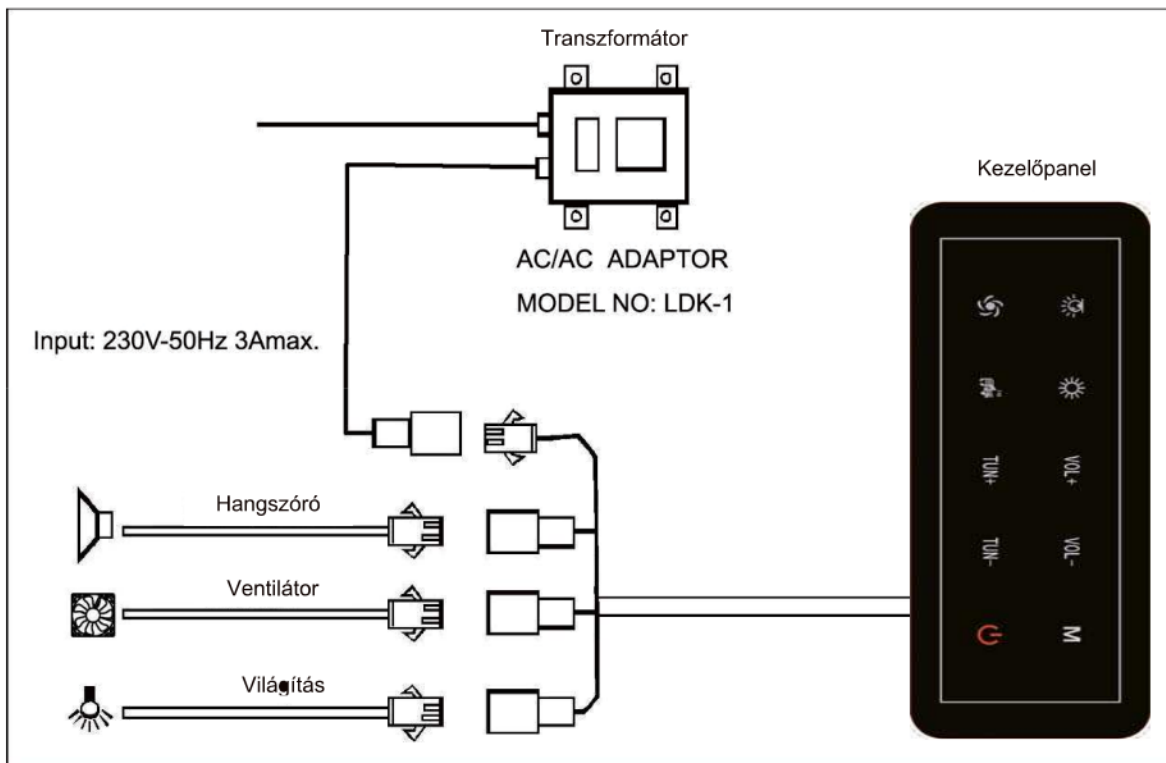 Transzformátor
Kezelőpanel
AC/AC ADAPTOR
MODEL NO: LDK-1
Input: 230V-50Hz 3Amax.
Hangszóró
Ventilátor
Világítás
TUN+
VOL+
TUN-
VOL-
M